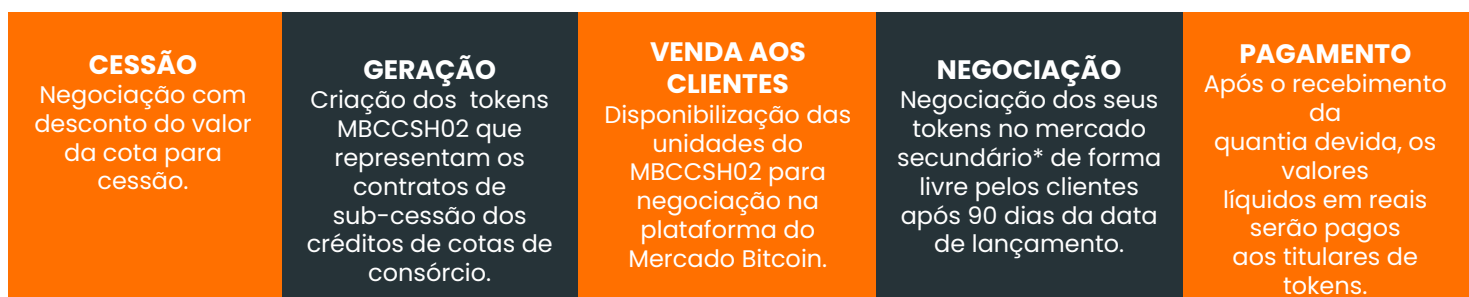 CESSÃO
Negociação com
desconto do valor
da cota para
cessão.
GERAÇÃO
Criação dos tokens
MBCCSH02 que
representam os
contratos de
sub-cessão dos
créditos de cotas de
consórcio.
VENDA AOS
CLIENTES
Disponibilização das
unidades do
MBCCSH02 para
negociação na
plataforma do
Mercado Bitcoin.
NEGOCIAÇÃO
Negociação dos seus
tokens no mercado
secundário* de forma
livre pelos clientes
após 90 dias da data
de lançamento.
PAGAMENTO
Após o recebimento
da
quantia devida, os
valores
líquidos em reais
serão pagos
aos titulares de
tokens.